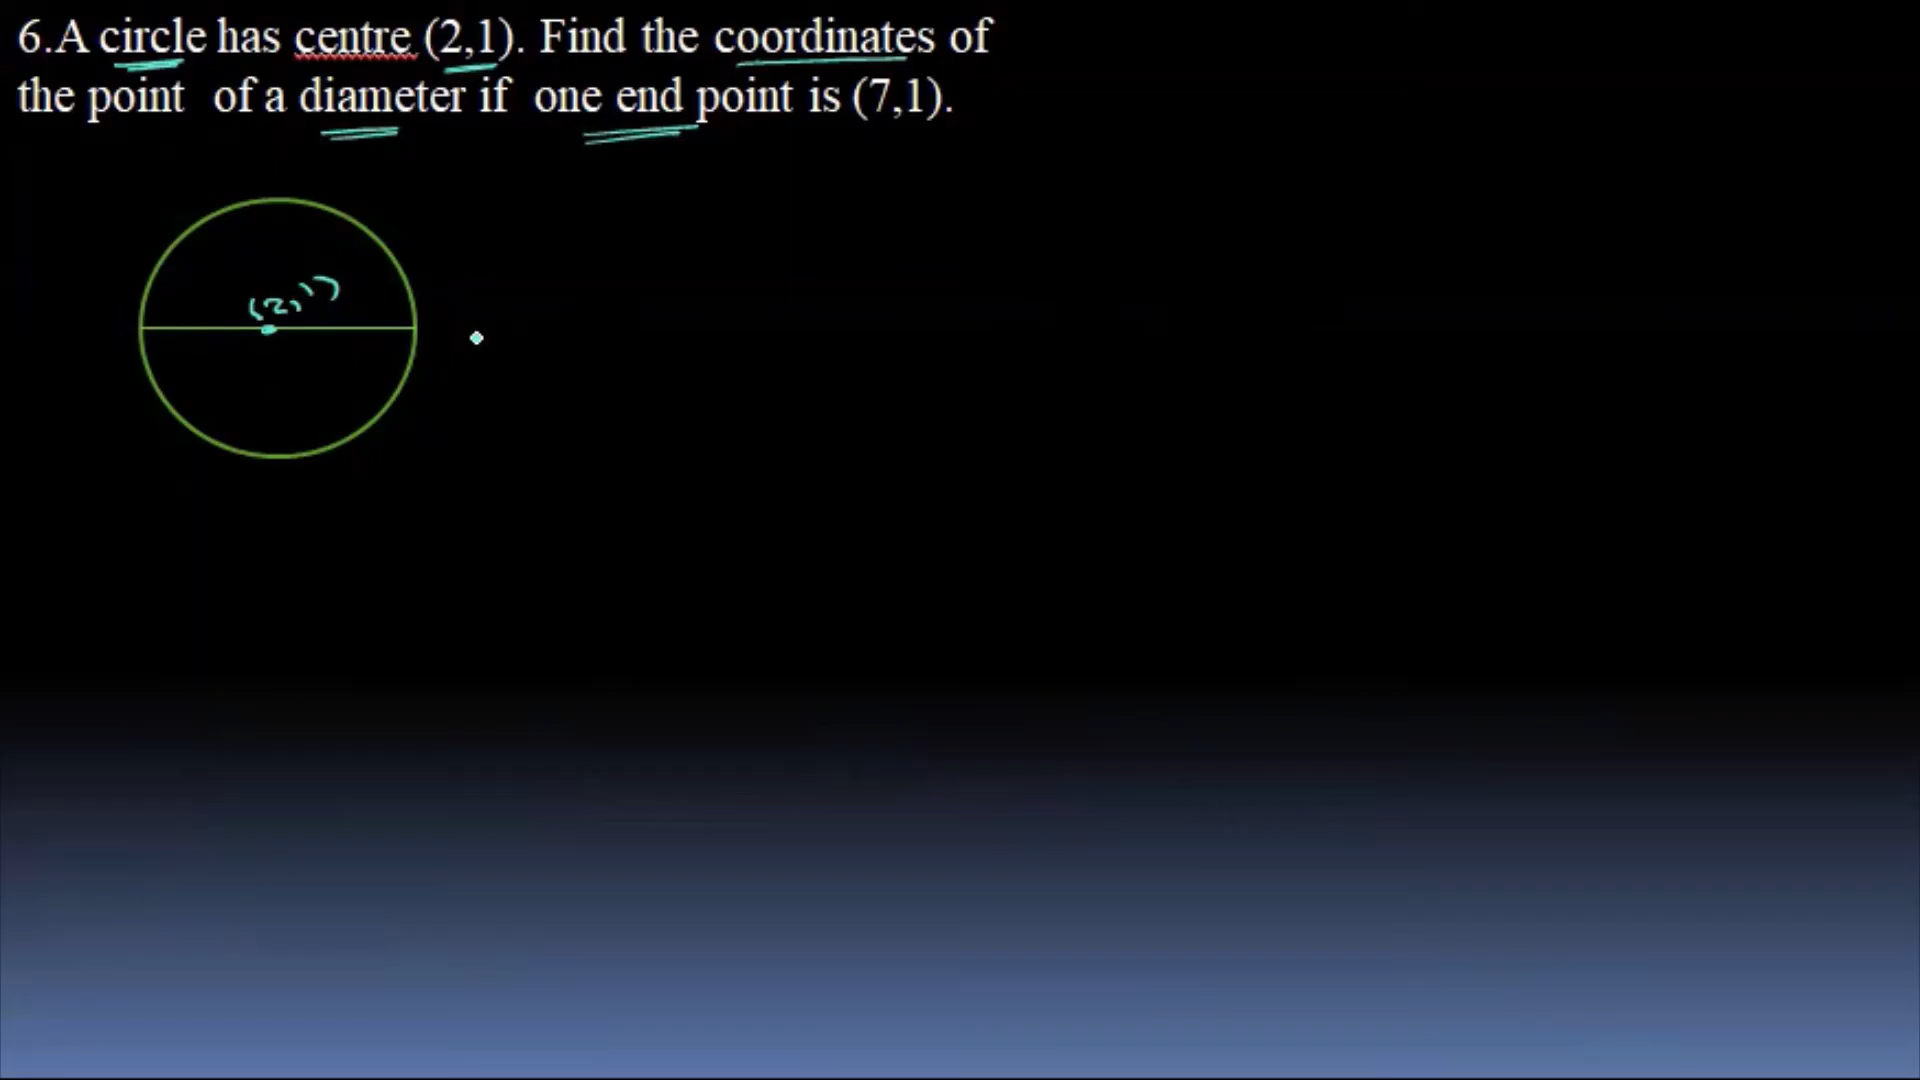 6.A circle has centre (2,1). Find the coordinates of
the point of a diameter if one end point is (7,1).
(2,1)